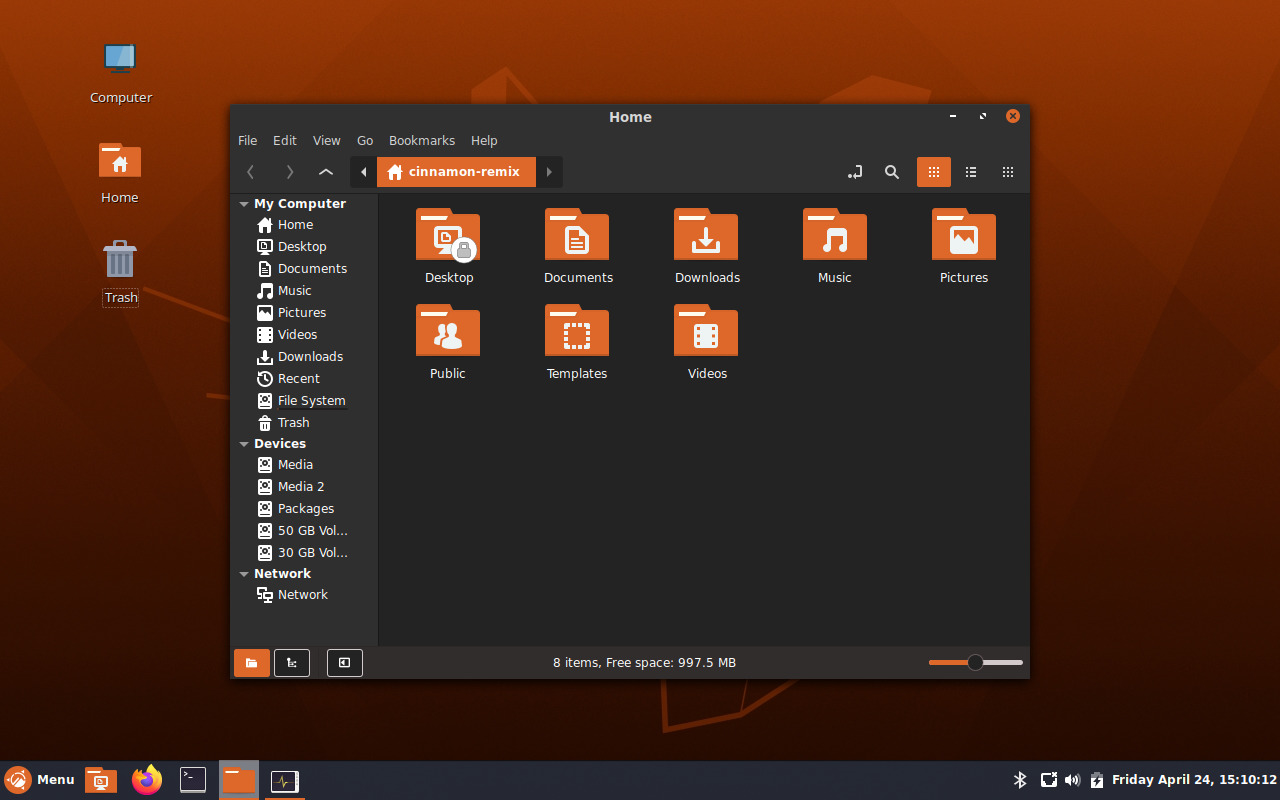 Computer
Home
Trash
Home
File Edit View Go Bookmarks Help
cinnamon-remix
My Computer
Home
Desktop
Documents
Music
Pictures
Videos
Downloads
Recent
File System
Trash
Devices
Media
Media 2
Packages
50 GB Vol...
30 GB Vol...
Network
Network
Desktop Documents Downloads Music Pictures
Public Templates Videos
8 items, Free space: 997.5 MB
Menu
>_
Friday April 24, 15:10:12